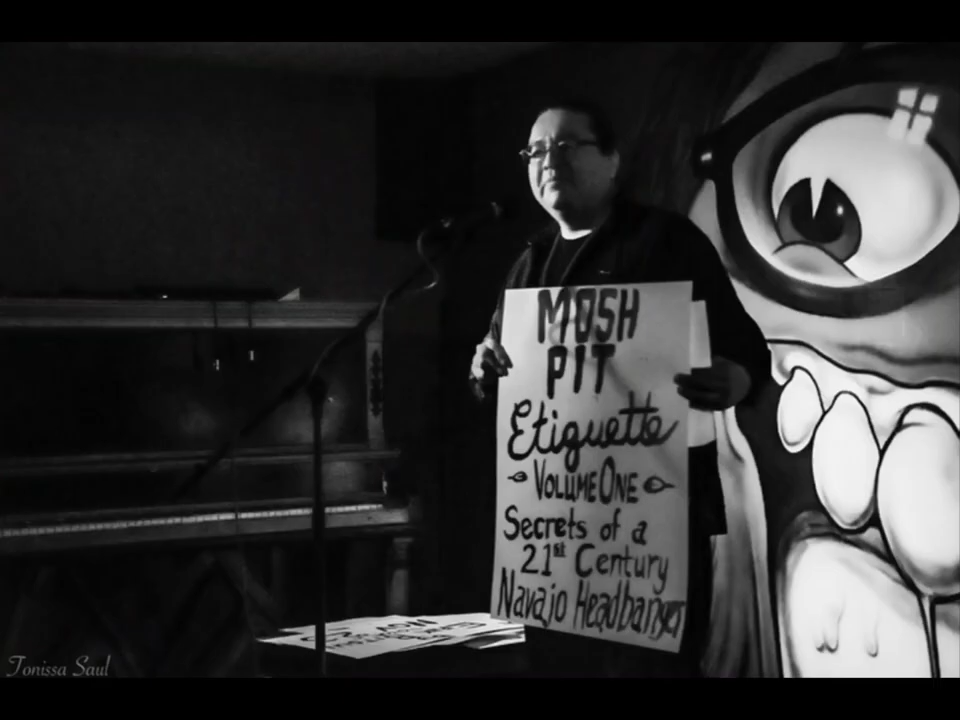 MOSH
PIT
Etiquette
VOLUME ONE
Secrets of a
21st Century
Navajo Headbanger
Tonissa Saul